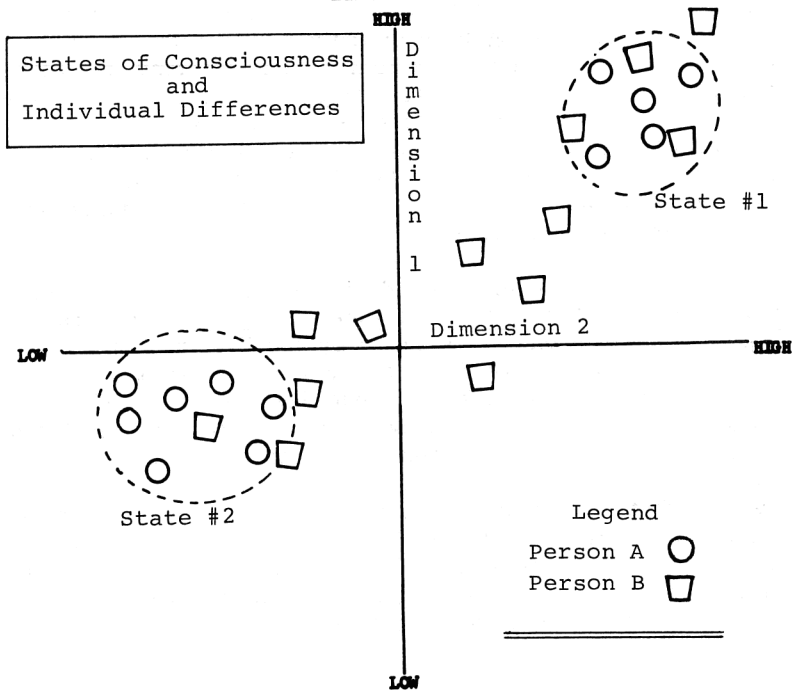 HIGH
States of Consciousness
and
Individual Differences
Dimension 1
State #1
Dimension 2
LOW
HIGH
State #2
Legend
Person A
Person B
LOW